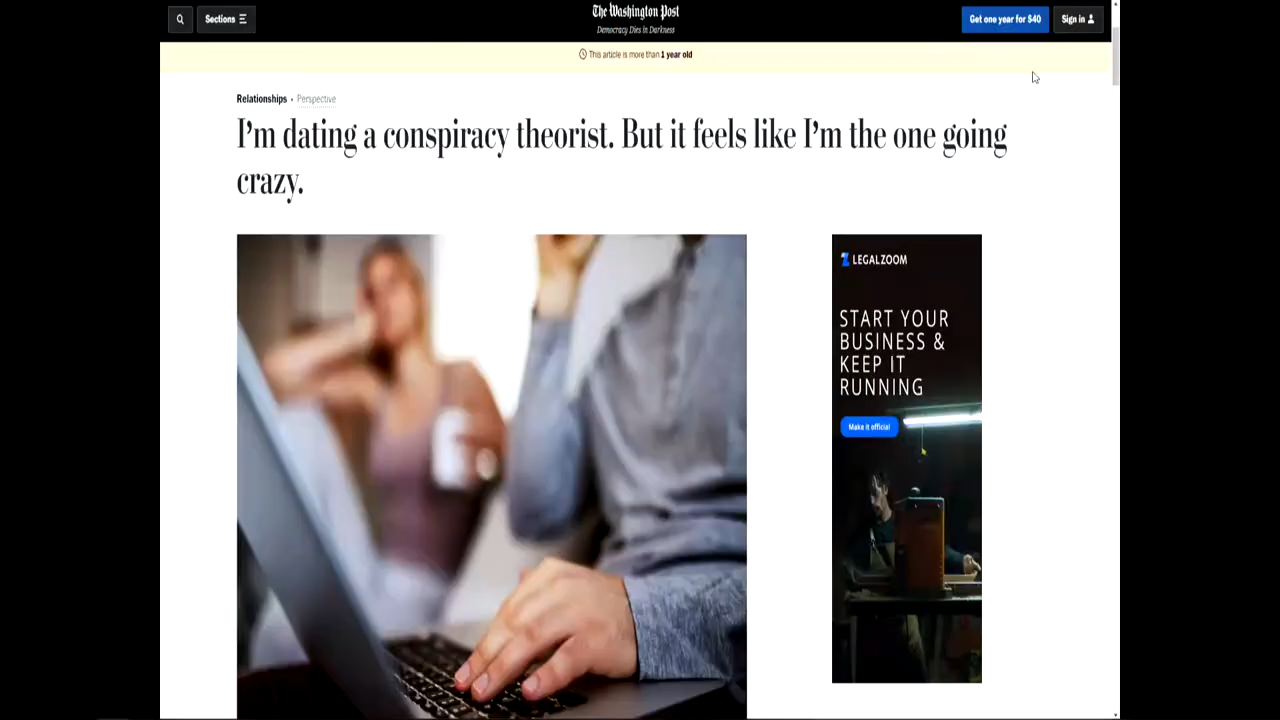 Sections
The Washington Post
Democracy Dies in Darkness
Get one year for $40
Sign in
This article is more than 1 year old
Relationships • Perspective
I'm dating a conspiracy theorist. But it feels like I'm the one going
crazy.
LEGALZOOM
START YOUR
BUSINESS &
KEEP IT
RUNNING
Make it official